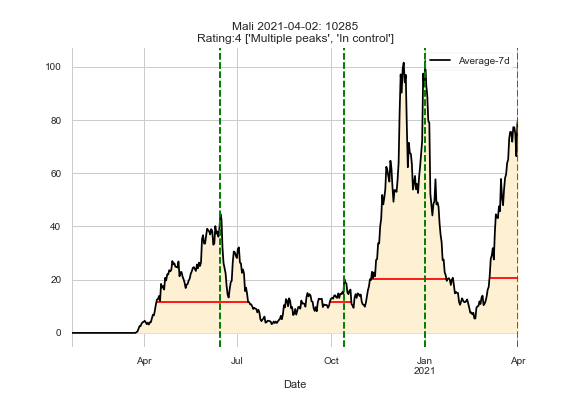 Mali 2021-04-02: 10285
Rating:4 ['Multiple peaks', 'In control']
Average-7d
100
80
60
40
20
0
Apr
Jul
Oct
Jan
2021
Apr
Date